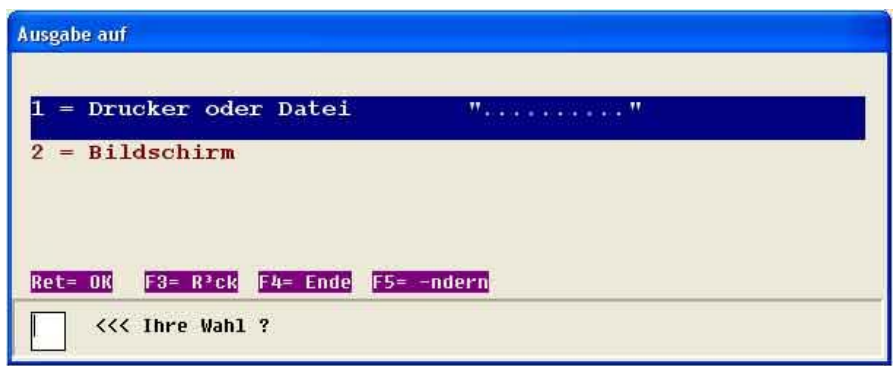 Ausgabe auf
1 = Drucker oder Datei ".........."
2 = Bildschirm
Ret= OK F3= R³ck F4= Ende F5= -ndern
<<< Ihre Wahl ?